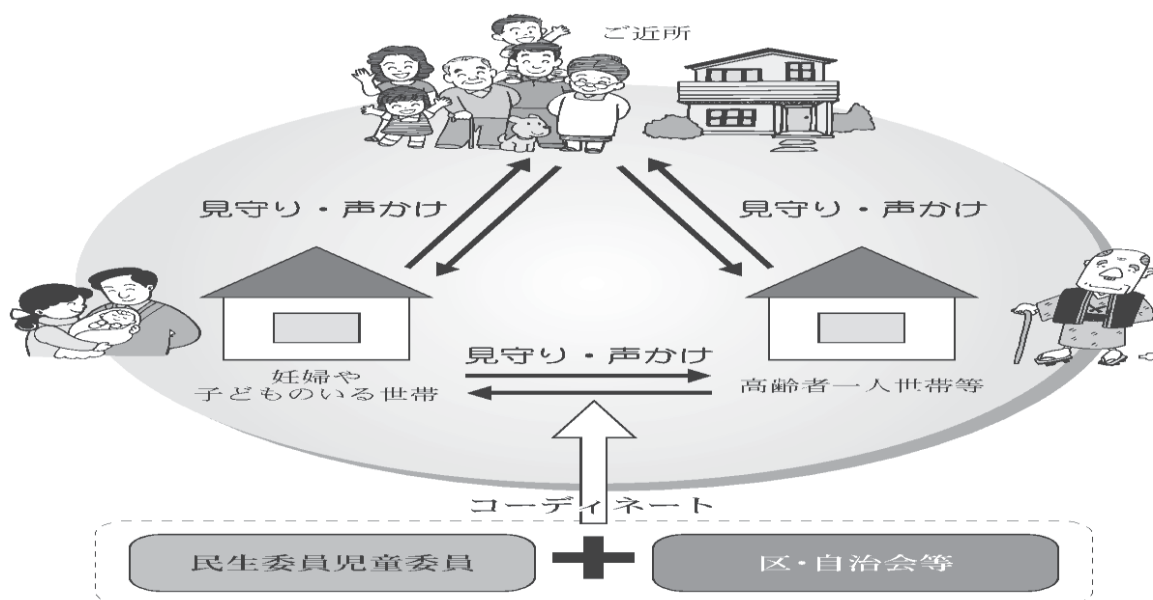 ご近所
見守り・声かけ
見守り・声かけ
見守り・声かけ
妊婦や
子どものいる世帯
高齢者一人世帯等
コーディネート
民生委員児童委員
区・自治会等